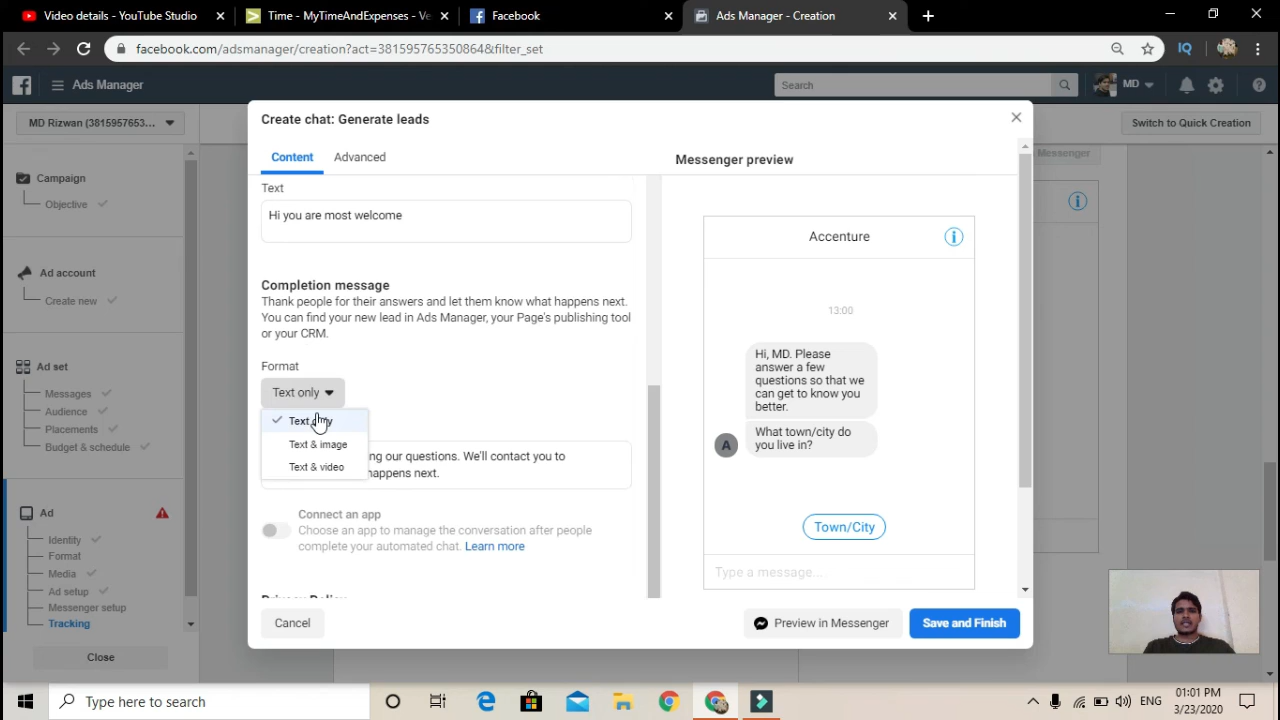 Video details - YouTube Studio
Time - MyTimeAndExpenses - Ve
Facebook
Ads Manager - Creation
facebook.com/adsmanager/creation?act=3815957653508​64&filter_set
Ads Manager
Search
MD
MD Rizwan (3815957653...
Switch to Quick Creation
Campaign
Objective
Ad account
Create new
Ad set
Messages
Audience
Placements
Budget & schedule
Ad
Identity
Format
Media
Ad setup
Messenger setup
Tracking
Close
Messenger
Create chat: Generate leads
Content
Advanced
Text
Hi you are most welcome
Completion message
Thank people for their answers and let them know what happens next.
You can find your new lead in Ads Manager, your Page's publishing tool
or your CRM.
Format
Text only
Text only
Text & image
Text & video
ng our questions. We'll contact you to
happens next.
Connect an app
Choose an app to manage the conversation after people
complete your automated chat. Learn more
Privacy Policy
Cancel
Messenger preview
Accenture
13:00
Hi, MD. Please
answer a few
questions so that we
can get to know you
better.
What town/city do
you live in?
A
Town/City
Type a message....
Preview in Messenger
Save and Finish
Type here to search
ENG
01:01 PM
3/23/2020